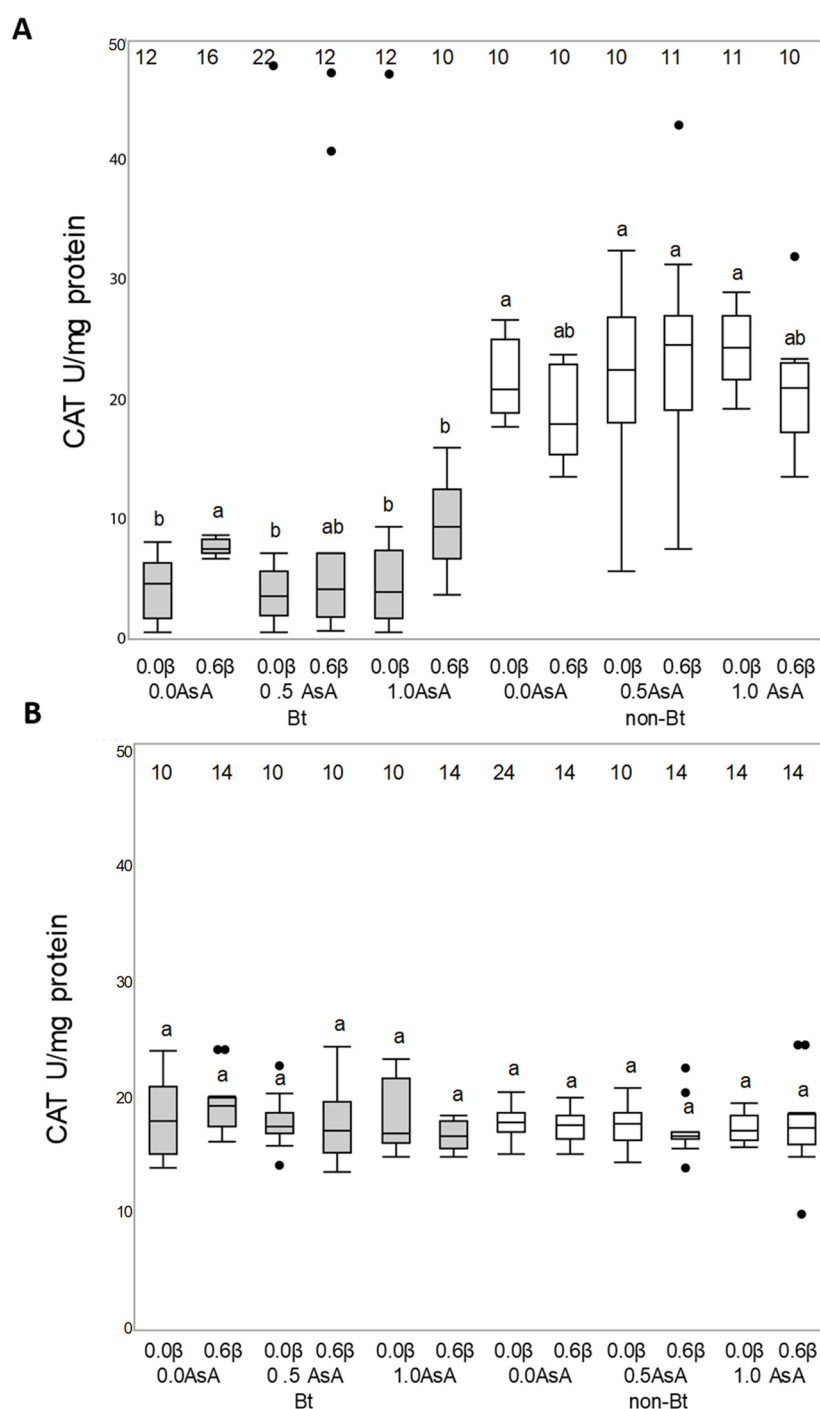 A
50
12 16 22 12 12 10 10 10 10 11 11 10
40
a
a a a
30
a
ab
ab
CAT U/mg protein
20
b
10
b a b ab b
0
0.0β 0.6β 0.0β 0.6β 0.0β 0.6β 0.0β 0.6β 0.0β 0.6β 0.0β 0.6β
0.0AsA 0 .5 AsA 1.0AsA 0.0AsA 0.5AsA 1.0 AsA
Bt non-Bt
B
50
10 14 10 10 10 14 24 14 10 14 14 14
40
30
CAT U/mg protein
a a a a a a a a a a a a
20
10
0
0.0β 0.6β 0.0β 0.6β 0.0β 0.6β 0.0β 0.6β 0.0β 0.6β 0.0β 0.6β
0.0AsA 0 .5 AsA 1.0AsA 0.0AsA 0.5AsA 1.0 AsA
Bt non-Bt